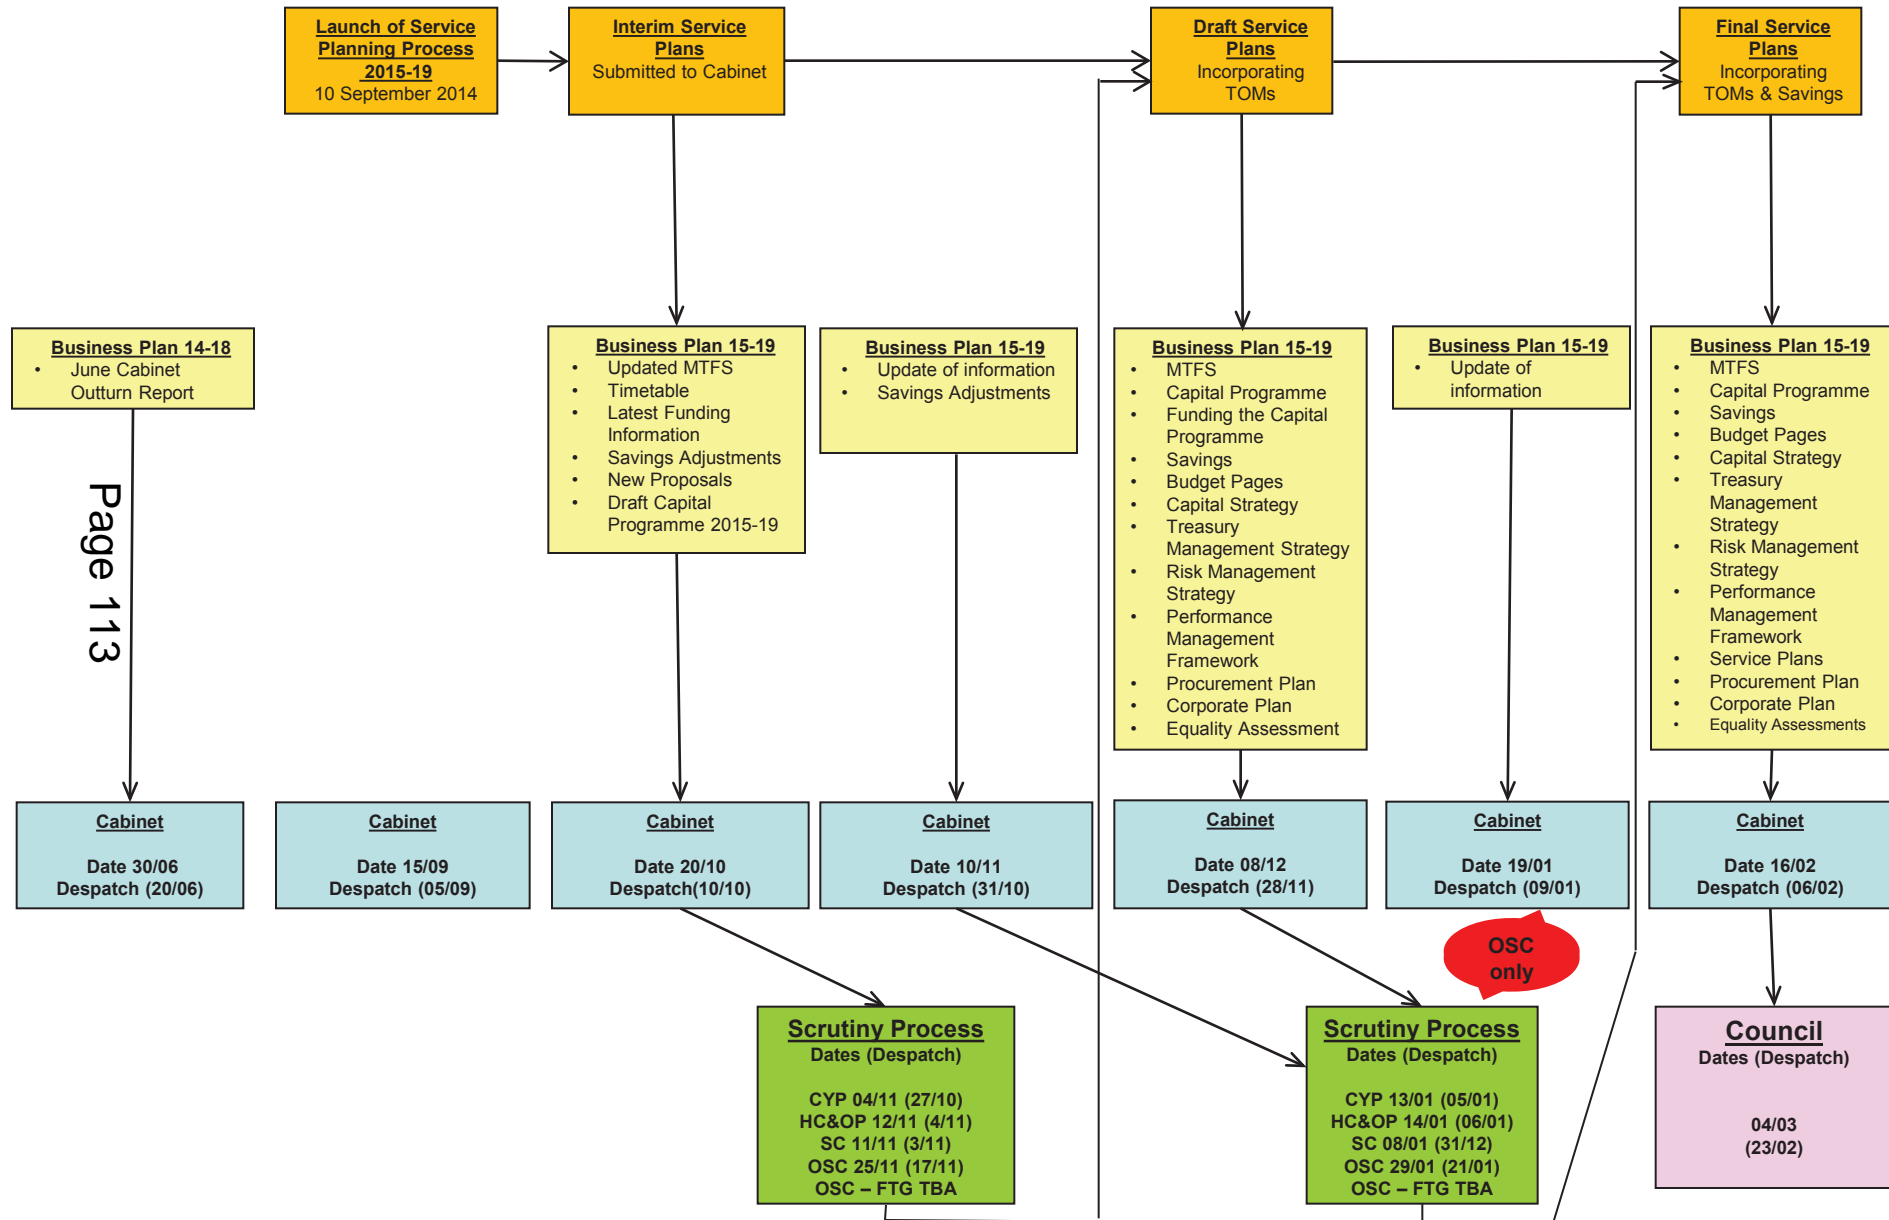 Launch of Service
Planning Process
2015-19
10 September 2014
Interim Service
Plans
Submitted to Cabinet
Draft Service
Plans
Incorporating
TOMs
Final Service
Plans
Incorporating
TOMs & Savings
Business Plan 14-18
• June Cabinet
Outturn Report
Business Plan 15-19
• Updated MTFS
• Timetable
• Latest Funding
Information
• Savings Adjustments
• New Proposals
• Draft Capital
Programme 2015-19
Business Plan 15-19
• Update of information
• Savings Adjustments
Business Plan 15-19
• MTFS
• Capital Programme
• Funding the Capital
Programme
• Savings
• Budget Pages
• Capital Strategy
• Treasury
Management Strategy
• Risk Management
Strategy
• Performance
Management
Framework
• Procurement Plan
• Corporate Plan
• Equality Assessment
Business Plan 15-19
• Update of
information
Business Plan 15-19
• MTFS
• Capital Programme
• Savings
• Budget Pages
• Capital Strategy
• Treasury
Management
Strategy
• Risk Management
Strategy
• Performance
Management
Framework
• Service Plans
• Procurement Plan
• Corporate Plan
• Equality Assessments
Page 113
Cabinet
Date 30/06
Despatch (20/06)
Cabinet
Date 15/09
Despatch (05/09)
Cabinet
Date 20/10
Despatch(10/10)
Cabinet
Date 10/11
Despatch (31/10)
Cabinet
Date 08/12
Despatch (28/11)
Cabinet
Date 19/01
Despatch (09/01)
Cabinet
Date 16/02
Despatch (06/02)
OSC
only
Scrutiny Process
Dates (Despatch)
CYP 04/11 (27/10)
HC&OP 12/11 (4/11)
SC 11/11 (3/11)
OSC 25/11 (17/11)
OSC – FTG TBA
Scrutiny Process
Dates (Despatch)
CYP 13/01 (05/01)
HC&OP 14/01 (06/01)
SC 08/01 (31/12)
OSC 29/01 (21/01)
OSC – FTG TBA
Council
Dates (Despatch)
04/03
(23/02)